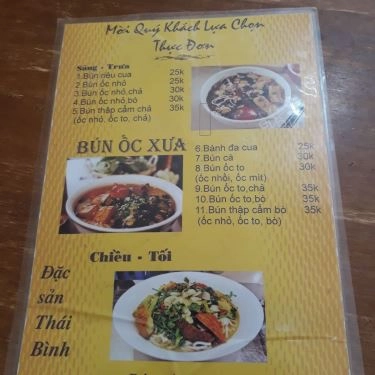 Mời Quý Khách Lựa Chọn
Thực Đơn
Sáng - Trưa
1.Bún riêu cua 25k
2.Bún ốc nhỏ 25k
3.Bún ốc nhỏ,chả 30k
4.Bún ốc nhỏ,bò 30k
5.Bún thập cẩm chả 35k
(ốc nhỏ, ốc to, chả)
BÚN ỐC XƯA
6.Bánh đa cua 25k
7.Bún cá 30k
8.Bún ốc to 30k
(ốc nhồi, ốc mít)
9.Bún ốc to,chả 35k
10.Bún ốc to,bò 35k
11.Bún thập cẩm bò 35k
(ốc nhỏ, ốc to, bò)
Chiều - Tối
Đặc
sản
Thái
Bình